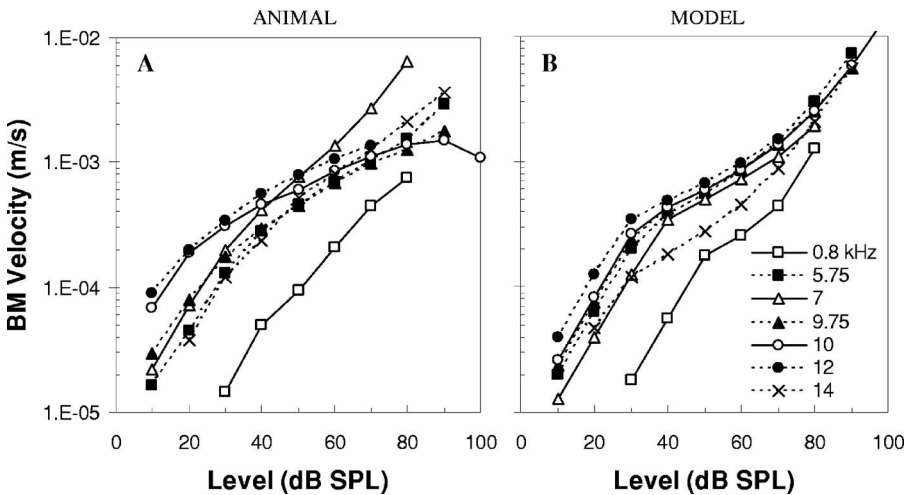 ANIMAL
MODEL
A
B
BM Velocity (m/s)
1.E-02
1.E-03
1.E-04
1.E-05
0 20 40 60 80 100
0 20 40 60 80 100
Level (dB SPL)
Level (dB SPL)
0.8 kHz
5.75
7
9.75
10
12
14